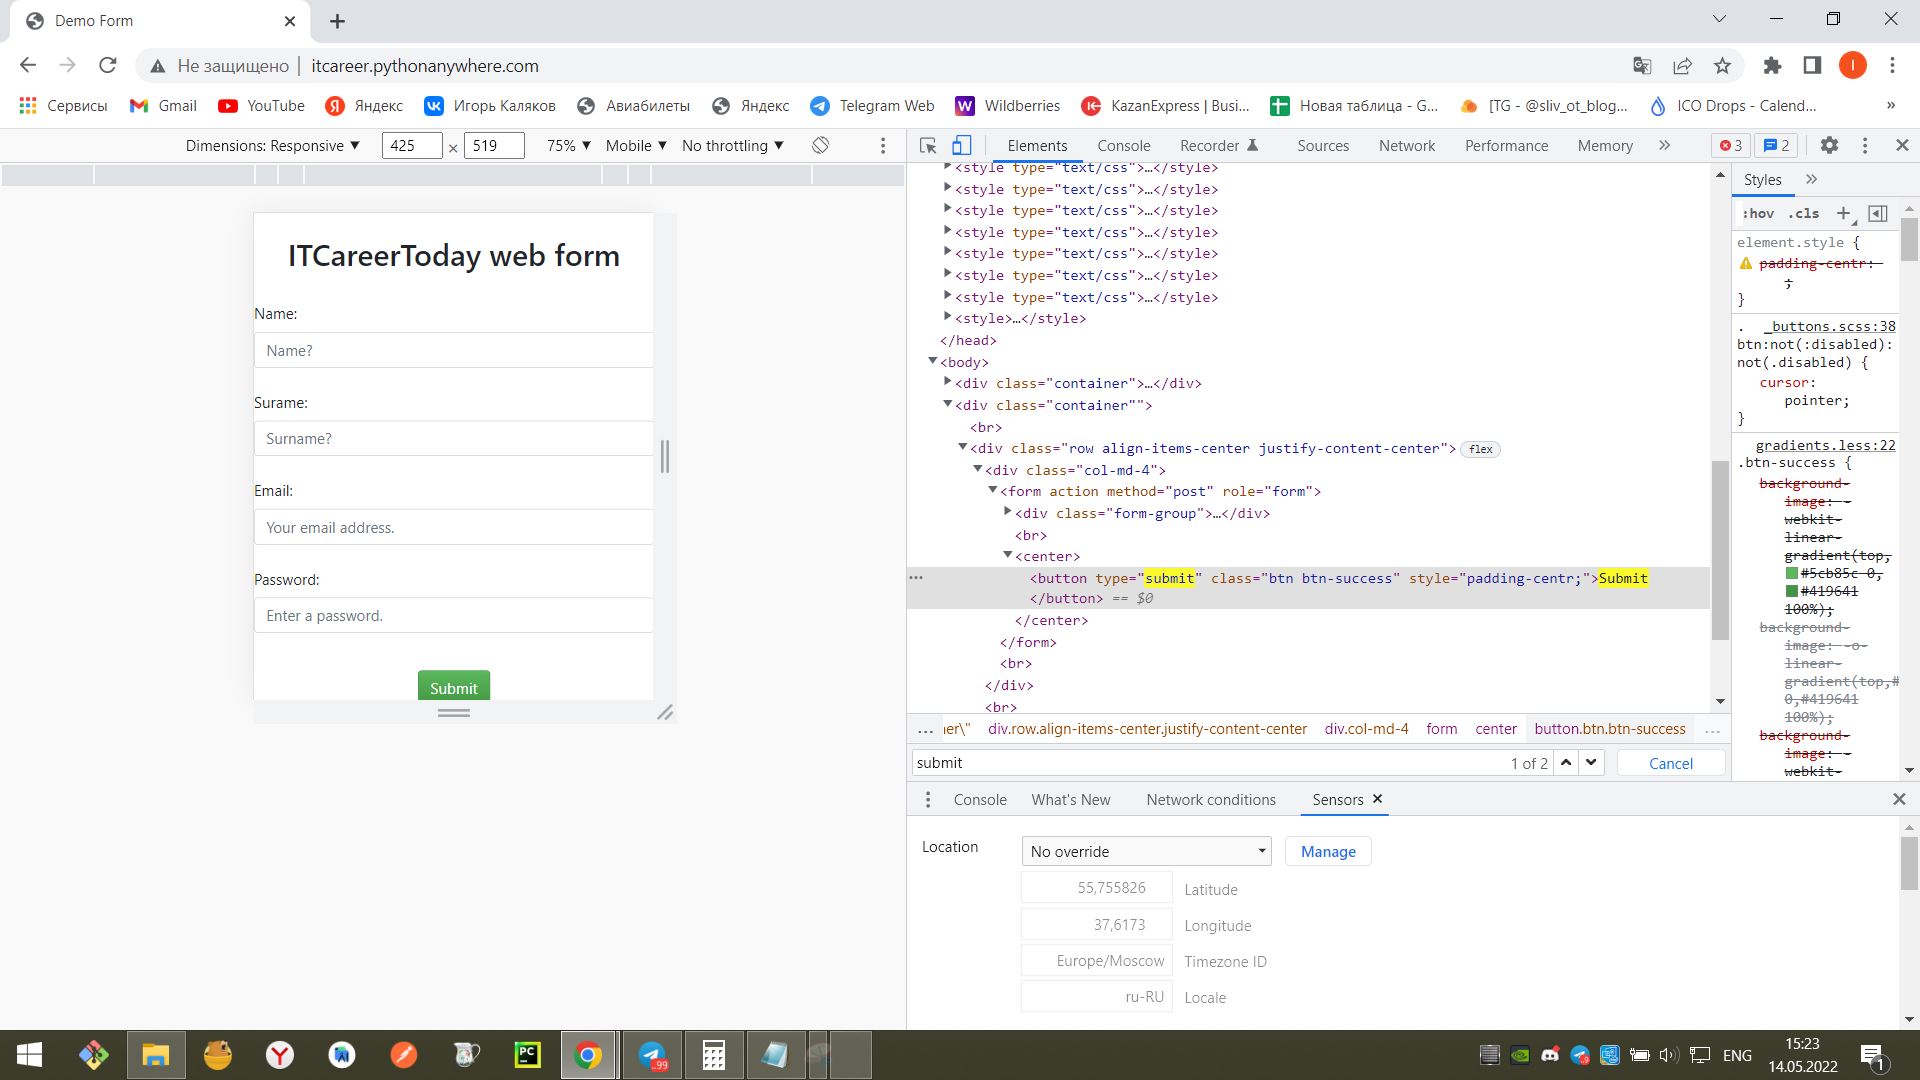 Demo Form
Не защищено itcareer.pythonanywhere.com
I
Сервисы Gmail YouTube Яндекс Игорь Каляков Авиабилеты Яндекс Telegram Web Wildberries KazanExpress | Busi... Новая таблица - G... [TG - @sliv_ot_blog... ICO Drops - Calend... »
Dimensions: Responsive ▼ 425 × 519 75% ▼ Mobile ▼ No throttling ▼
ITCareerToday web form
Name:
Name?
Surame:
Surname?
Email:
Your email address.
Password:
Enter a password.
Submit
Elements Console Recorder Sources Network Performance Memory » 3 2
<style type="text/css">…</style>
<style type="text/css">…</style>
<style type="text/css">…</style>
<style type="text/css">…</style>
<style type="text/css">…</style>
<style type="text/css">…</style>
<style type="text/css">…</style>
<style>…</style>
</head>
<body>
<div class="container">…</div>
<div class="container"">
<br>
<div class="row align-items-center justify-content-center"> flex
<div class="col-md-4">
<form action method="post" role="form">
<div class="form-group">…</div>
<br>
<center>
<button type="submit" class="btn btn-success" style="padding-centr;">Submit
</button> == $0
</center>
</form>
<br>
</div>
<br>
... ier\" div.row.align-items-center.justify-content-center div.col-md-4 form center button.btn.btn-success ...
submit 1 of 2 Cancel
Styles »
:hov .cls +
element.style {
padding-centr:
;
}
. _buttons.scss:38
btn:not(:disabled):
not(.disabled) {
cursor:
pointer;
}
gradients.less:22
.btn-success {
background-
image: -
webkit-
linear-
gradient(top,
#5cb85c 0,
#419641
100%);
background-
image: -o-
linear-
gradient(top,#
0,#419641
100%);
background-
image: -
webkit-
Console What's New Network conditions Sensors
Location No override Manage
55,755826 Latitude
37,6173 Longitude
Europe/Moscow Timezone ID
ru-RU Locale
PC
..99
9
ENG
15:23
14.05.2022
1